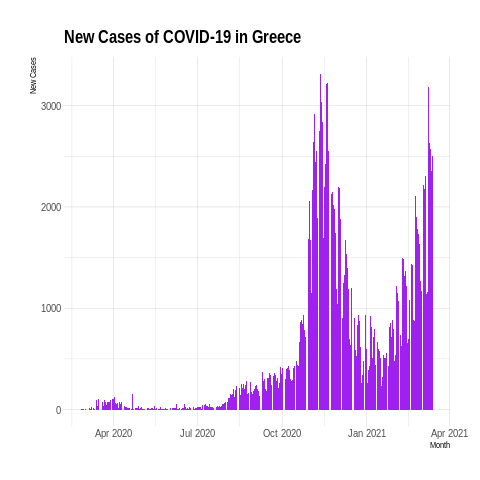 New Cases of COVID-19 in Greece
New Cases
3000
2000
1000
0
Apr 2020
Jul 2020
Oct 2020
Jan 2021
Apr 2021
Month